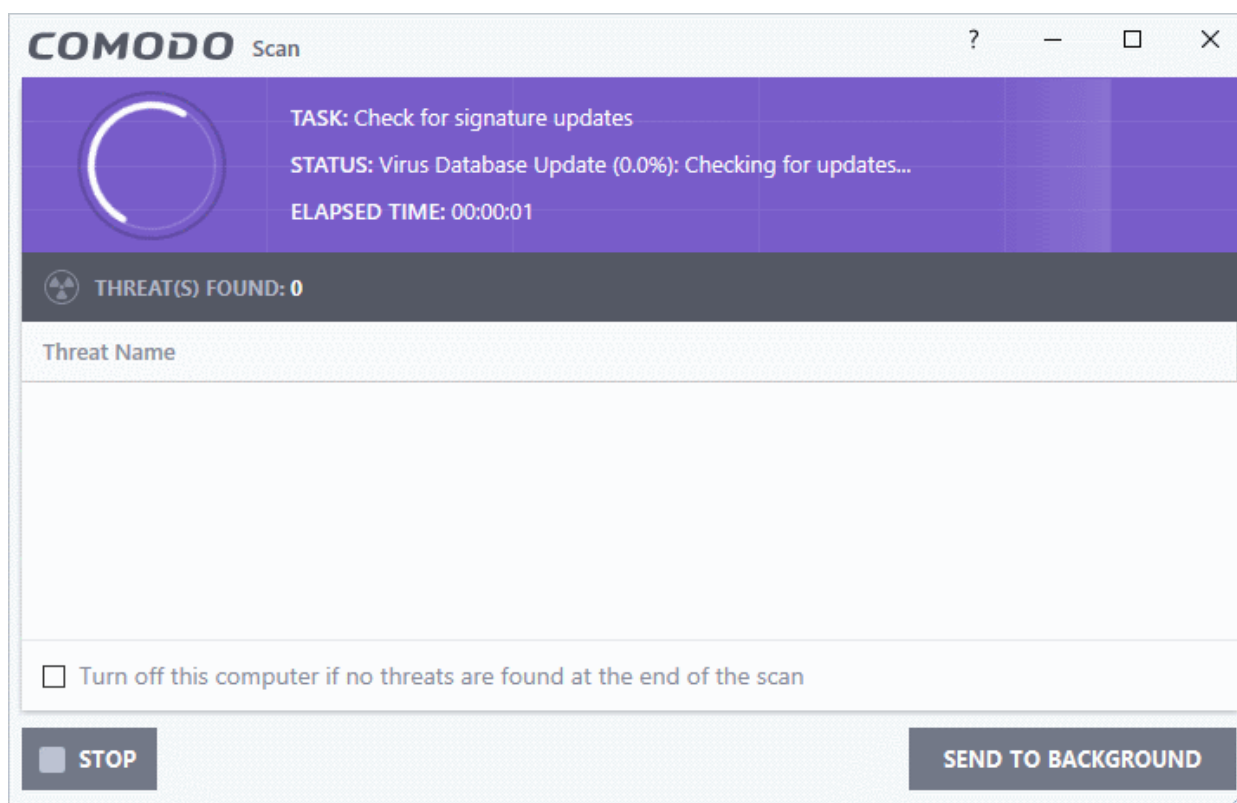 COMODO Scan ?
TASK: Check for signature updates
STATUS: Virus Database Update (0.0%): Checking for updates...
ELAPSED TIME: 00:00:01
THREAT(S) FOUND: 0
Threat Name
Turn off this computer if no threats are found at the end of the scan
STOP
SEND TO BACKGROUND